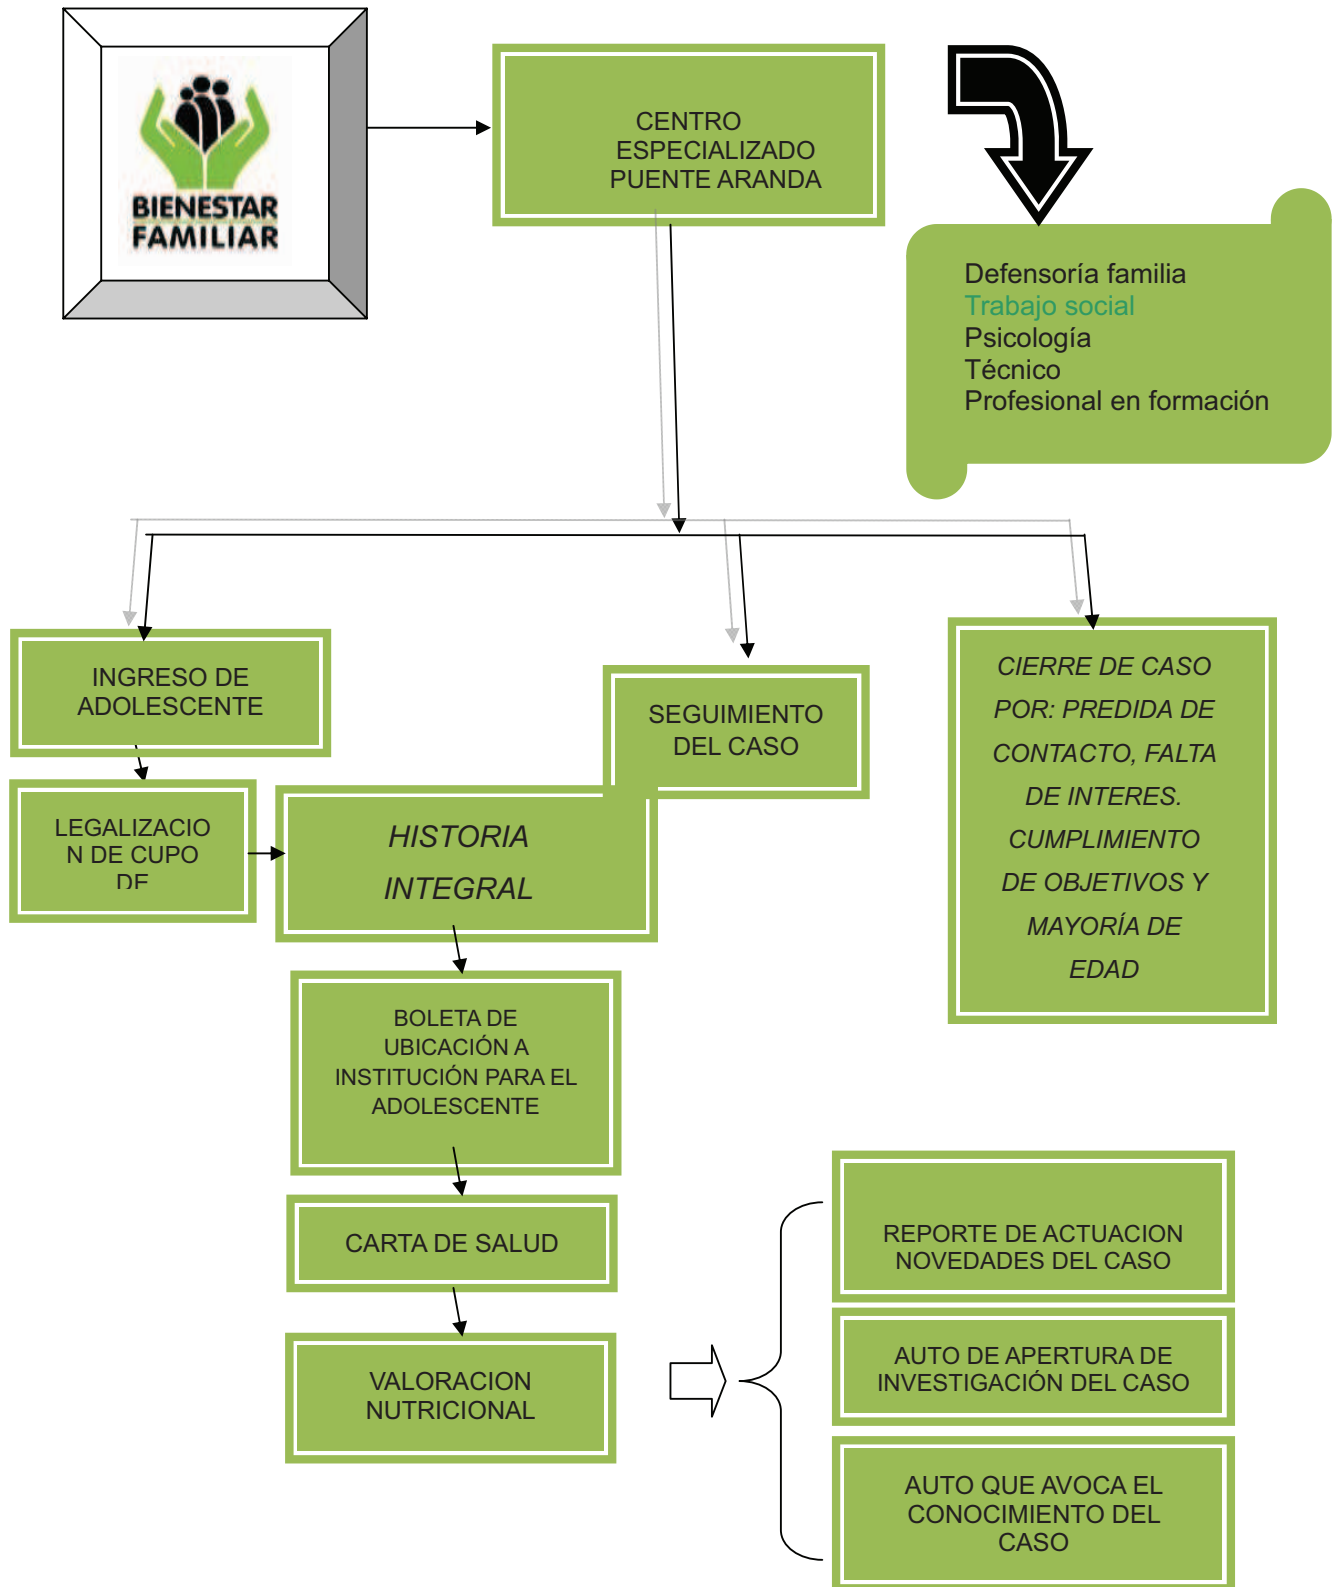 BIENESTAR
FAMILIAR
CENTRO
ESPECIALIZADO
PUENTE ARANDA
Defensoría familia
Trabajo social
Psicología
Técnico
Profesional en formación
INGRESO DE
ADOLESCENTE
LEGALIZACIO
N DE CUPO
DE
HISTORIA
INTEGRAL
SEGUIMIENTO
DEL CASO
CIERRE DE CASO
POR: PREDIDA DE
CONTACTO, FALTA
DE INTERES.
CUMPLIMIENTO
DE OBJETIVOS Y
MAYORÍA DE
EDAD
BOLETA DE
UBICACIÓN A
INSTITUCIÓN PARA EL
ADOLESCENTE
CARTA DE SALUD
VALORACION
NUTRICIONAL
REPORTE DE ACTUACION
NOVEDADES DEL CASO
AUTO DE APERTURA DE
INVESTIGACIÓN DEL CASO
AUTO QUE AVOCA EL
CONOCIMIENTO DEL
CASO